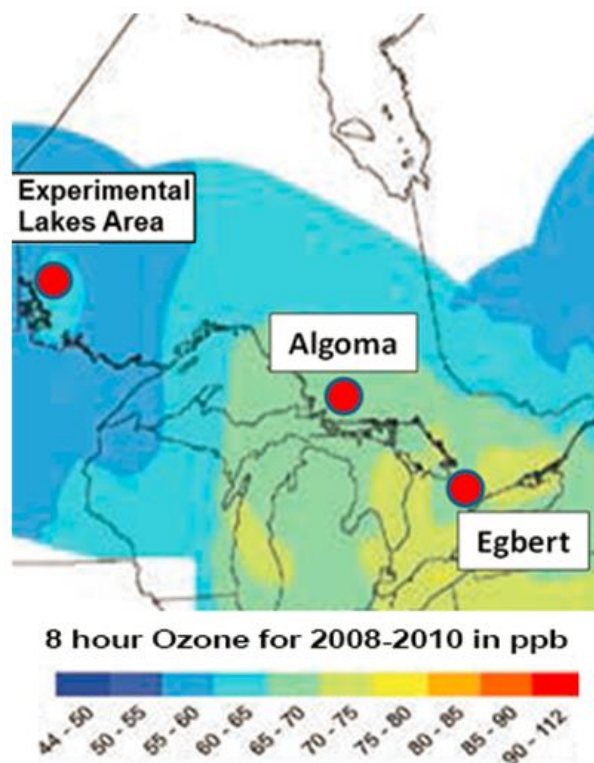 Experimental
Lakes Area
Algoma
Egbert
8 hour Ozone for 2008-2010 in ppb
44 - 50
50 - 55
55 - 60
60 - 65
65 - 70
70 - 75
75 - 80
80 - 85
85 - 90
90 - 112